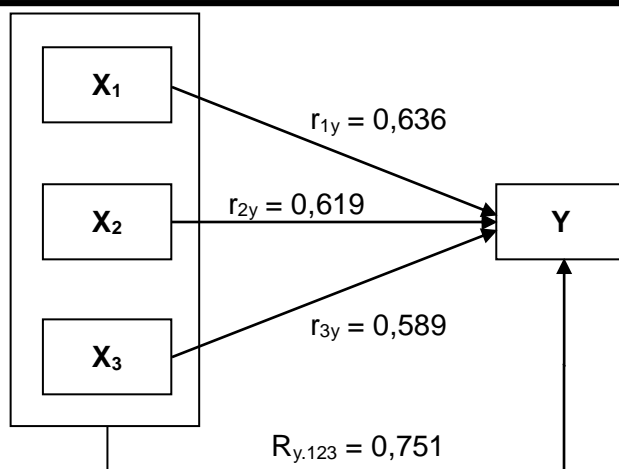 X₁
r₁y = 0,636
X₂
r₂y = 0,619
Y
r₃y = 0,589
X₃
Ry.123 = 0,751